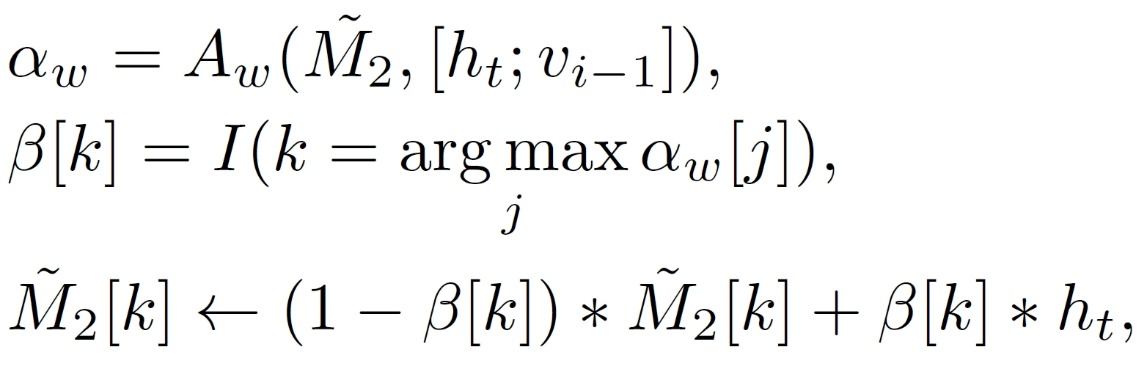 α_w = A_w(M̃_2, [h_t; v_{i−1}]),
β[k] = I(k = arg max_j α_w[j]),
M̃_2[k] ← (1 − β[k]) * M̃_2[k] + β[k] * h_t,